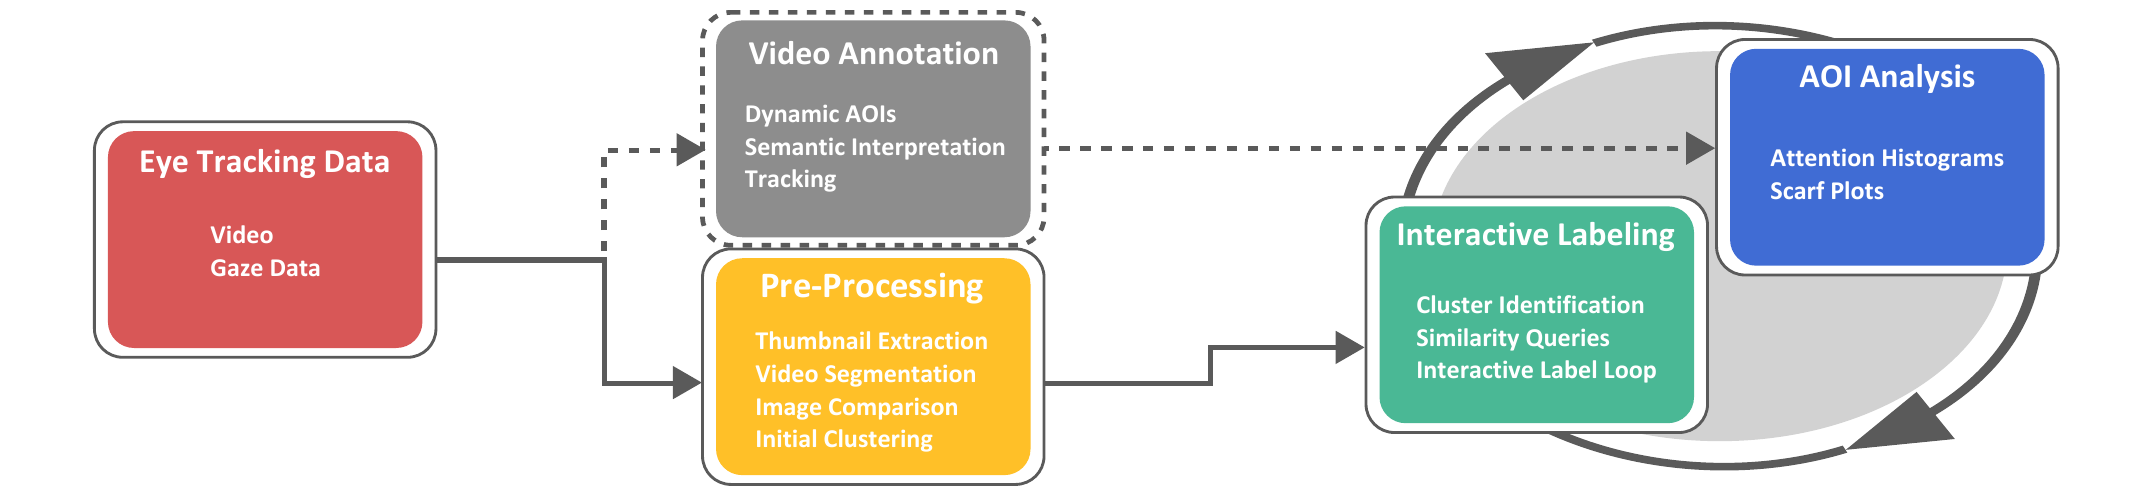 Eye Tracking Data
Video
Gaze Data
Video Annotation
Dynamic AOIs
Semantic Interpretation
Tracking
Pre-Processing
Thumbnail Extraction
Video Segmentation
Image Comparison
Initial Clustering
Interactive Labeling
Cluster Identification
Similarity Queries
Interactive Label Loop
AOI Analysis
Attention Histograms
Scarf Plots